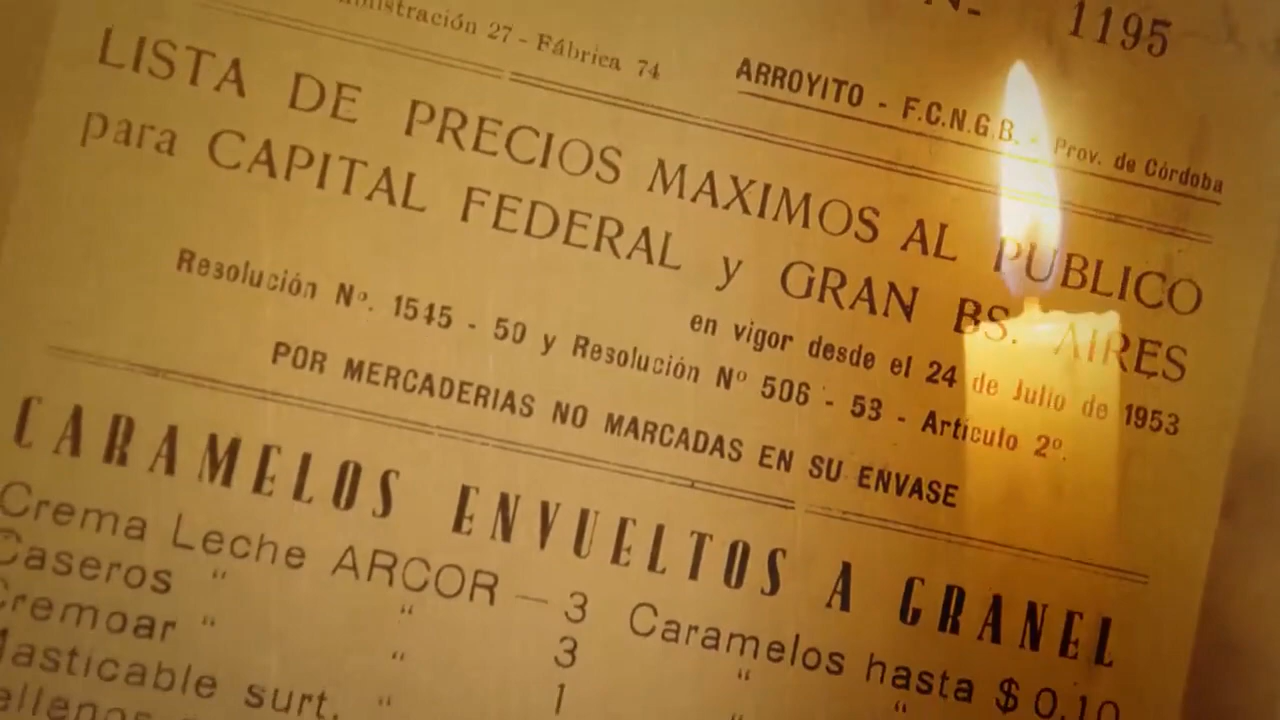 1195
Administración 27 - Fábrica 74
ARROYITO - F.C.N.G.B. - Prov. de Córdoba
LISTA DE PRECIOS MAXIMOS AL PUBLICO
para CAPITAL FEDERAL y GRAN BS. AIRES
en vigor desde el 24 de Julio de 1953
Resolución Nº. 1545 - 50 y Resolución Nº 506 - 53 - Artículo 2º.
POR MERCADERIAS NO MARCADAS EN SU ENVASE
CARAMELOS ENVUELTOS A GRANEL
Crema Leche ARCOR — 3 Caramelos hasta $ 0.10
Caseros “ “ 3 “ “
Cremoar “ “ 1 “ “
Masticable surt. “